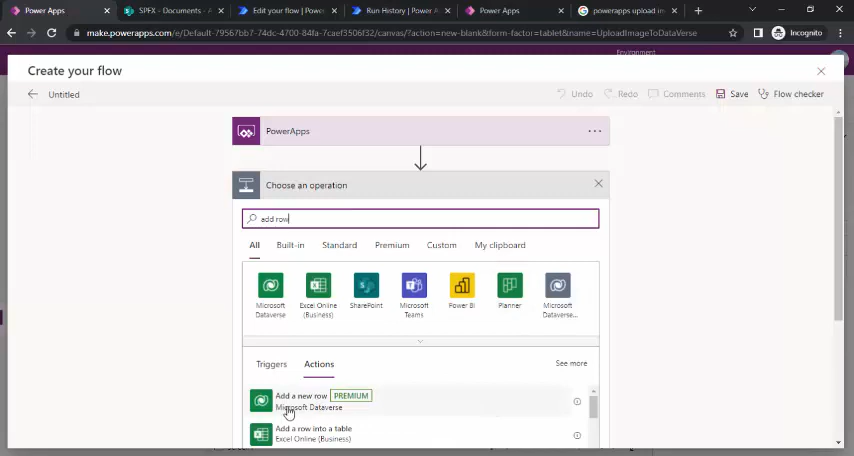 Power Apps
SPFX - Documents - A
Edit your flow | Power
Run History | Power A
Power Apps
powerapps upload im
make.powerapps.com/e/Default-79567bb7-74dc-4700-84fa-7caef3506f32/canvas/?action=new-blank&form-factor=tablet&name=UploadImageToDataVerse
Incognito
Environment
Create your flow
Untitled
Undo
Redo
Comments
Save
Flow checker
PowerApps
Choose an operation
add row
All
Built-in
Standard
Premium
Custom
My clipboard
Microsoft
Dataverse
Excel Online
(Business)
SharePoint
Microsoft
Teams
Power BI
Planner
Microsoft
Dataverse...
Triggers
Actions
See more
Add a new row PREMIUM
Microsoft Dataverse
Add a row into a table
Excel Online (Business)